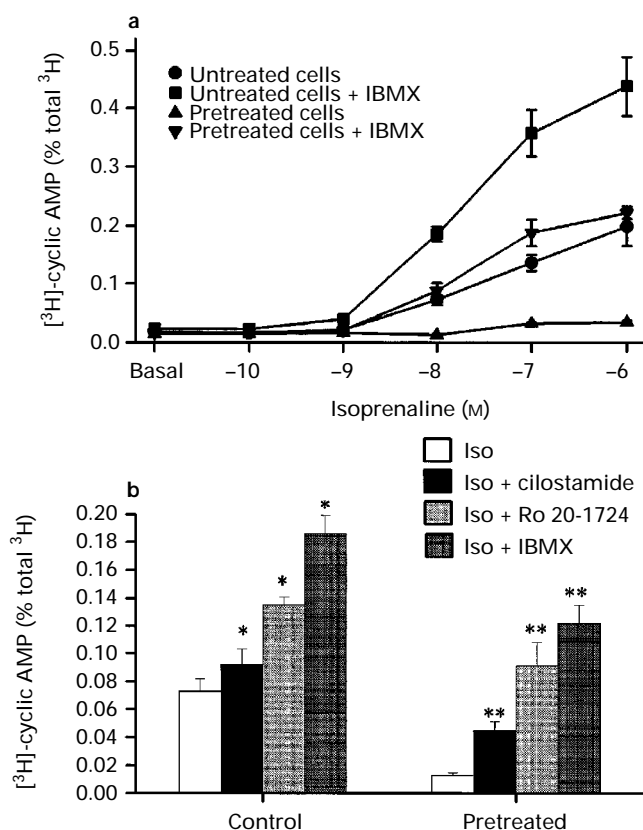 a
0.5
0.4
0.3
0.2
0.1
0.0
[³H]-cyclic AMP (% total ³H)
Untreated cells
Untreated cells + IBMX
Pretreated cells
Pretreated cells + IBMX
Basal –10 –9 –8 –7 –6
Isoprenaline (M)
Iso
Iso + cilostamide
Iso + Ro 20-1724
Iso + IBMX
b
0.20
0.18
0.16
0.14
0.12
0.10
0.08
0.06
0.04
0.02
0.00
[³H]-cyclic AMP (% total ³H)
* * *
** ** **
Control Pretreated